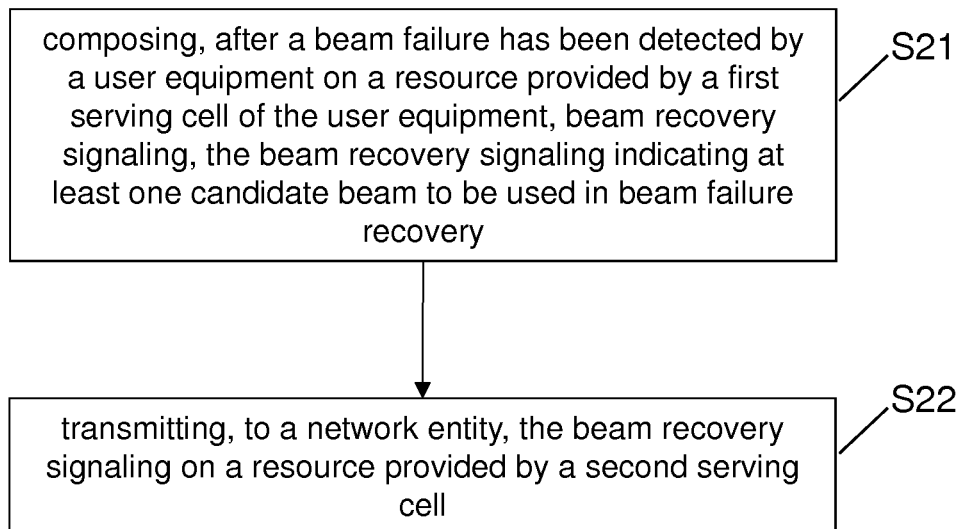 composing, after a beam failure has been detected by
a user equipment on a resource provided by a first
serving cell of the user equipment, beam recovery
signaling, the beam recovery signaling indicating at
least one candidate beam to be used in beam failure
recovery
S21
transmitting, to a network entity, the beam recovery
signaling on a resource provided by a second serving
cell
S22